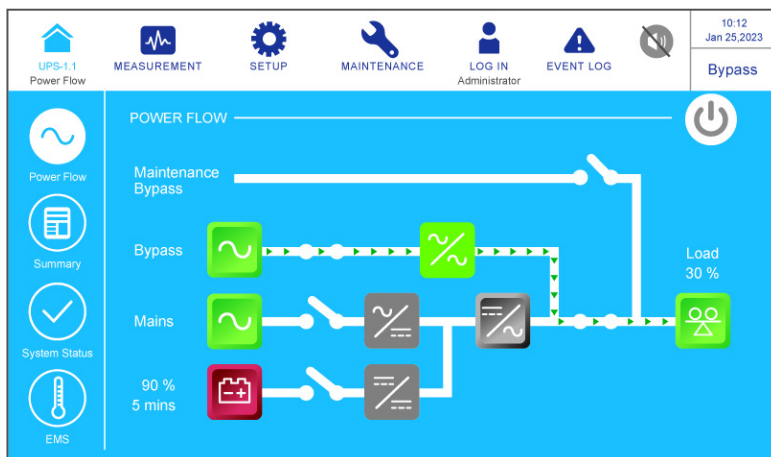 10:12
Jan 25,2023
UPS-1.1
Power Flow
MEASUREMENT
SETUP
MAINTENANCE
LOG IN
Administrator
EVENT LOG
Bypass
POWER FLOW
Power Flow
Maintenance
Bypass
Summary
Bypass
Load
30 %
Mains
System Status
90 %
5 mins
EMS